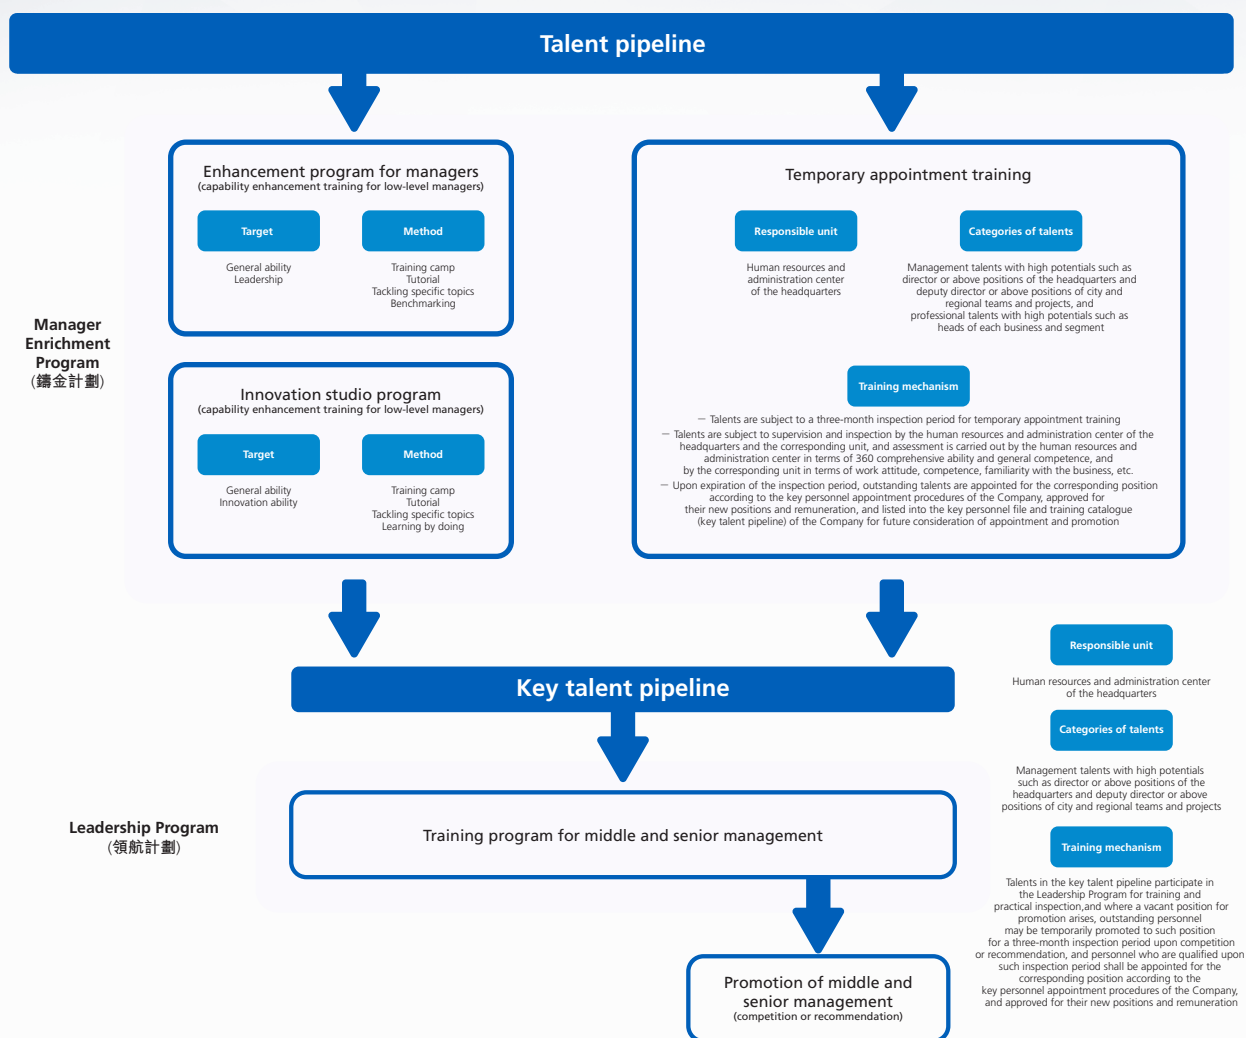 Talent pipeline
Manager
Enrichment
Program
(鑄金計劃)
Enhancement program for managers
(capability enhancement training for low-level managers)
Target
General ability
Leadership
Method
Training camp
Tutorial
Tackling specific topics
Benchmarking
Innovation studio program
(capability enhancement training for low-level managers)
Target
General ability
Innovation ability
Method
Training camp
Tutorial
Tackling specific topics
Learning by doing
Temporary appointment training
Responsible unit
Human resources and
administration center
of the headquarters
Categories of talents
Management talents with high potentials such as
director or above positions of the headquarters and
deputy director or above positions of city and
regional teams and projects, and
professional talents with high potentials such as
heads of each business and segment
Training mechanism
— Talents are subject to a three-month inspection period for temporary appointment training
— Talents are subject to supervision and inspection by the human resources and administration center of the
headquarters and the corresponding unit, and assessment is carried out by the human resources and
administration center in terms of 360 comprehensive ability and general competence, and
by the corresponding unit in terms of work attitude, competence, familiarity with the business, etc.
— Upon expiration of the inspection period, outstanding talents are appointed for the corresponding position
according to the key personnel appointment procedures of the Company, approved for
their new positions and remuneration, and listed into the key personnel file and training catalogue
(key talent pipeline) of the Company for future consideration of appointment and promotion
Key talent pipeline
Leadership Program
(領航計劃)
Training program for middle and senior management
Promotion of middle and
senior management
(competition or recommendation)
Responsible unit
Human resources and administration center
of the headquarters
Categories of talents
Management talents with high potentials
such as director or above positions of the
headquarters and deputy director or above
positions of city and regional teams and projects
Training mechanism
Talents in the key talent pipeline participate in
the Leadership Program for training and
practical inspection,and where a vacant position for
promotion arises, outstanding personnel
may be temporarily promoted to such position
for a three-month inspection period upon competition
or recommendation, and personnel who are qualified upon
such inspection period shall be appointed for the
corresponding position according to the
key personnel appointment procedures of the Company,
and approved for their new positions and remuneration